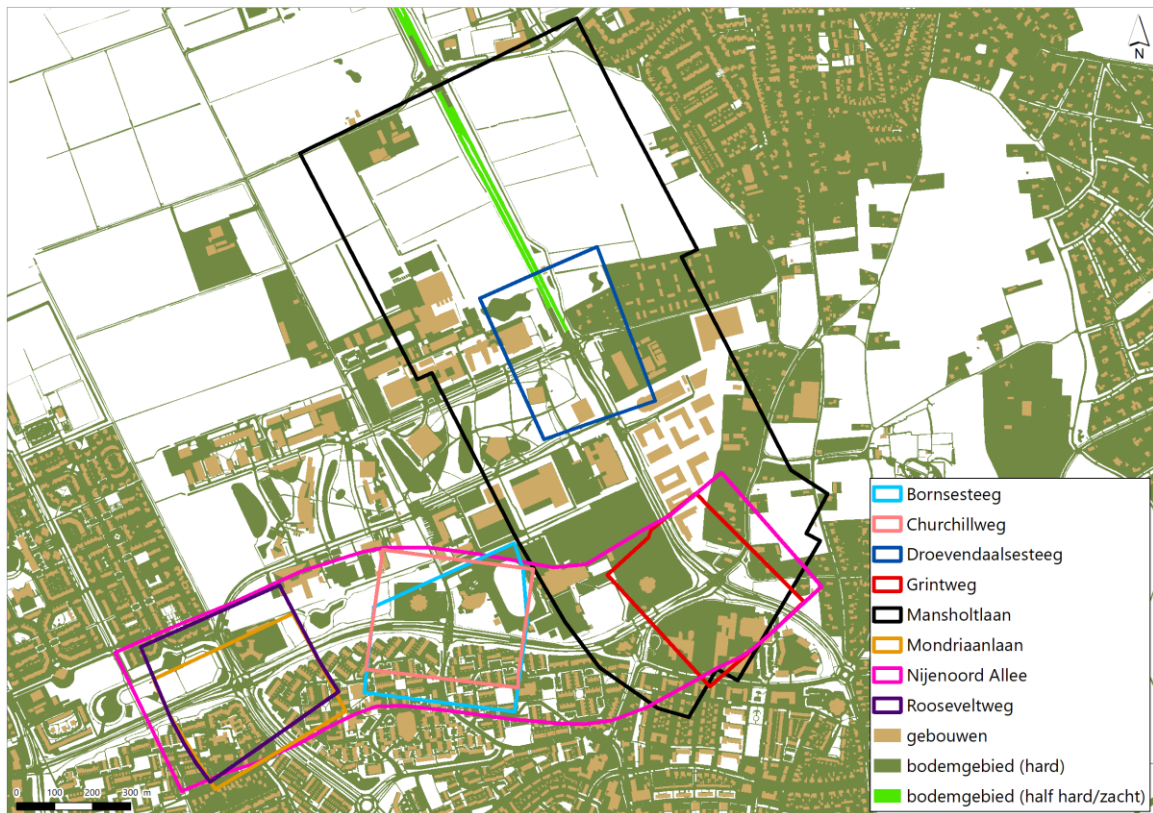 N
Bornsesteeg
Churchillweg
Droevendaalsesteeg
Grintweg
Mansholtlaan
Mondriaanlaan
Nijenoord Allee
Rooseveltweg
gebouwen
bodemgebied (hard)
bodemgebied (half hard/zacht)
0 100 200 300 m